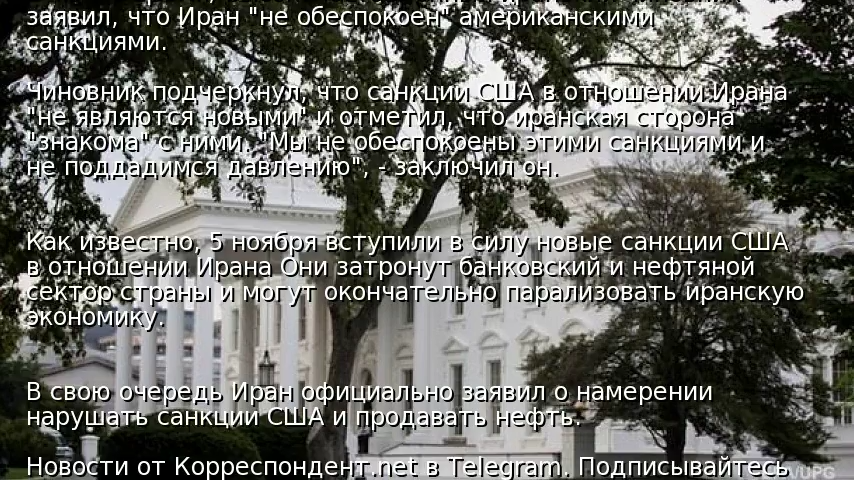 заявил, что Иран "не обеспокоен" американскими
санкциями.
Чиновник подчеркнул, что санкции США в отношении Ирана
"не являются новыми" и отметил, что иранская сторона
"знакома" с ними. "Мы не обеспокоены этими санкциями и
не поддадимся давлению", - заключил он.
Как известно, 5 ноября вступили в силу новые санкции США
в отношении Ирана Они затронут банковский и нефтяной
сектор страны и могут окончательно парализовать иранскую
экономику.
В свою очередь Иран официально заявил о намерении
нарушать санкции США и продавать нефть.
Новости от Корреспондент.net в Telegram. Подписывайтесь